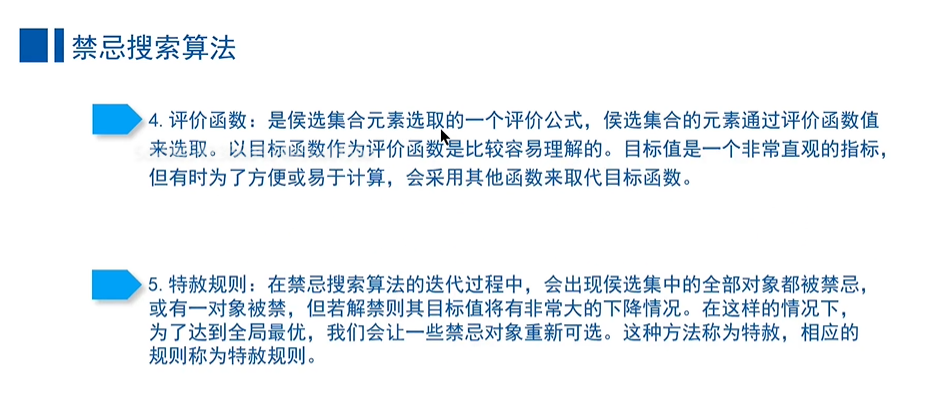 禁忌搜索算法
4. 评价函数：是侯选集合元素选取的一个评价公式，侯选集合的元素通过评价函数值
来选取。以目标函数作为评价函数是比较容易理解的。目标值是一个非常直观的指标，
但有时为了方便或易于计算，会采用其他函数来取代目标函数。
5. 特赦规则：在禁忌搜索算法的迭代过程中，会出现侯选集中的全部对象都被禁忌，
或有一对象被禁，但若解禁则其目标值将有非常大的下降情况。在这样的情况下，
为了达到全局最优，我们会让一些禁忌对象重新可选。这种方法称为特赦，相应的
规则称为特赦规则。